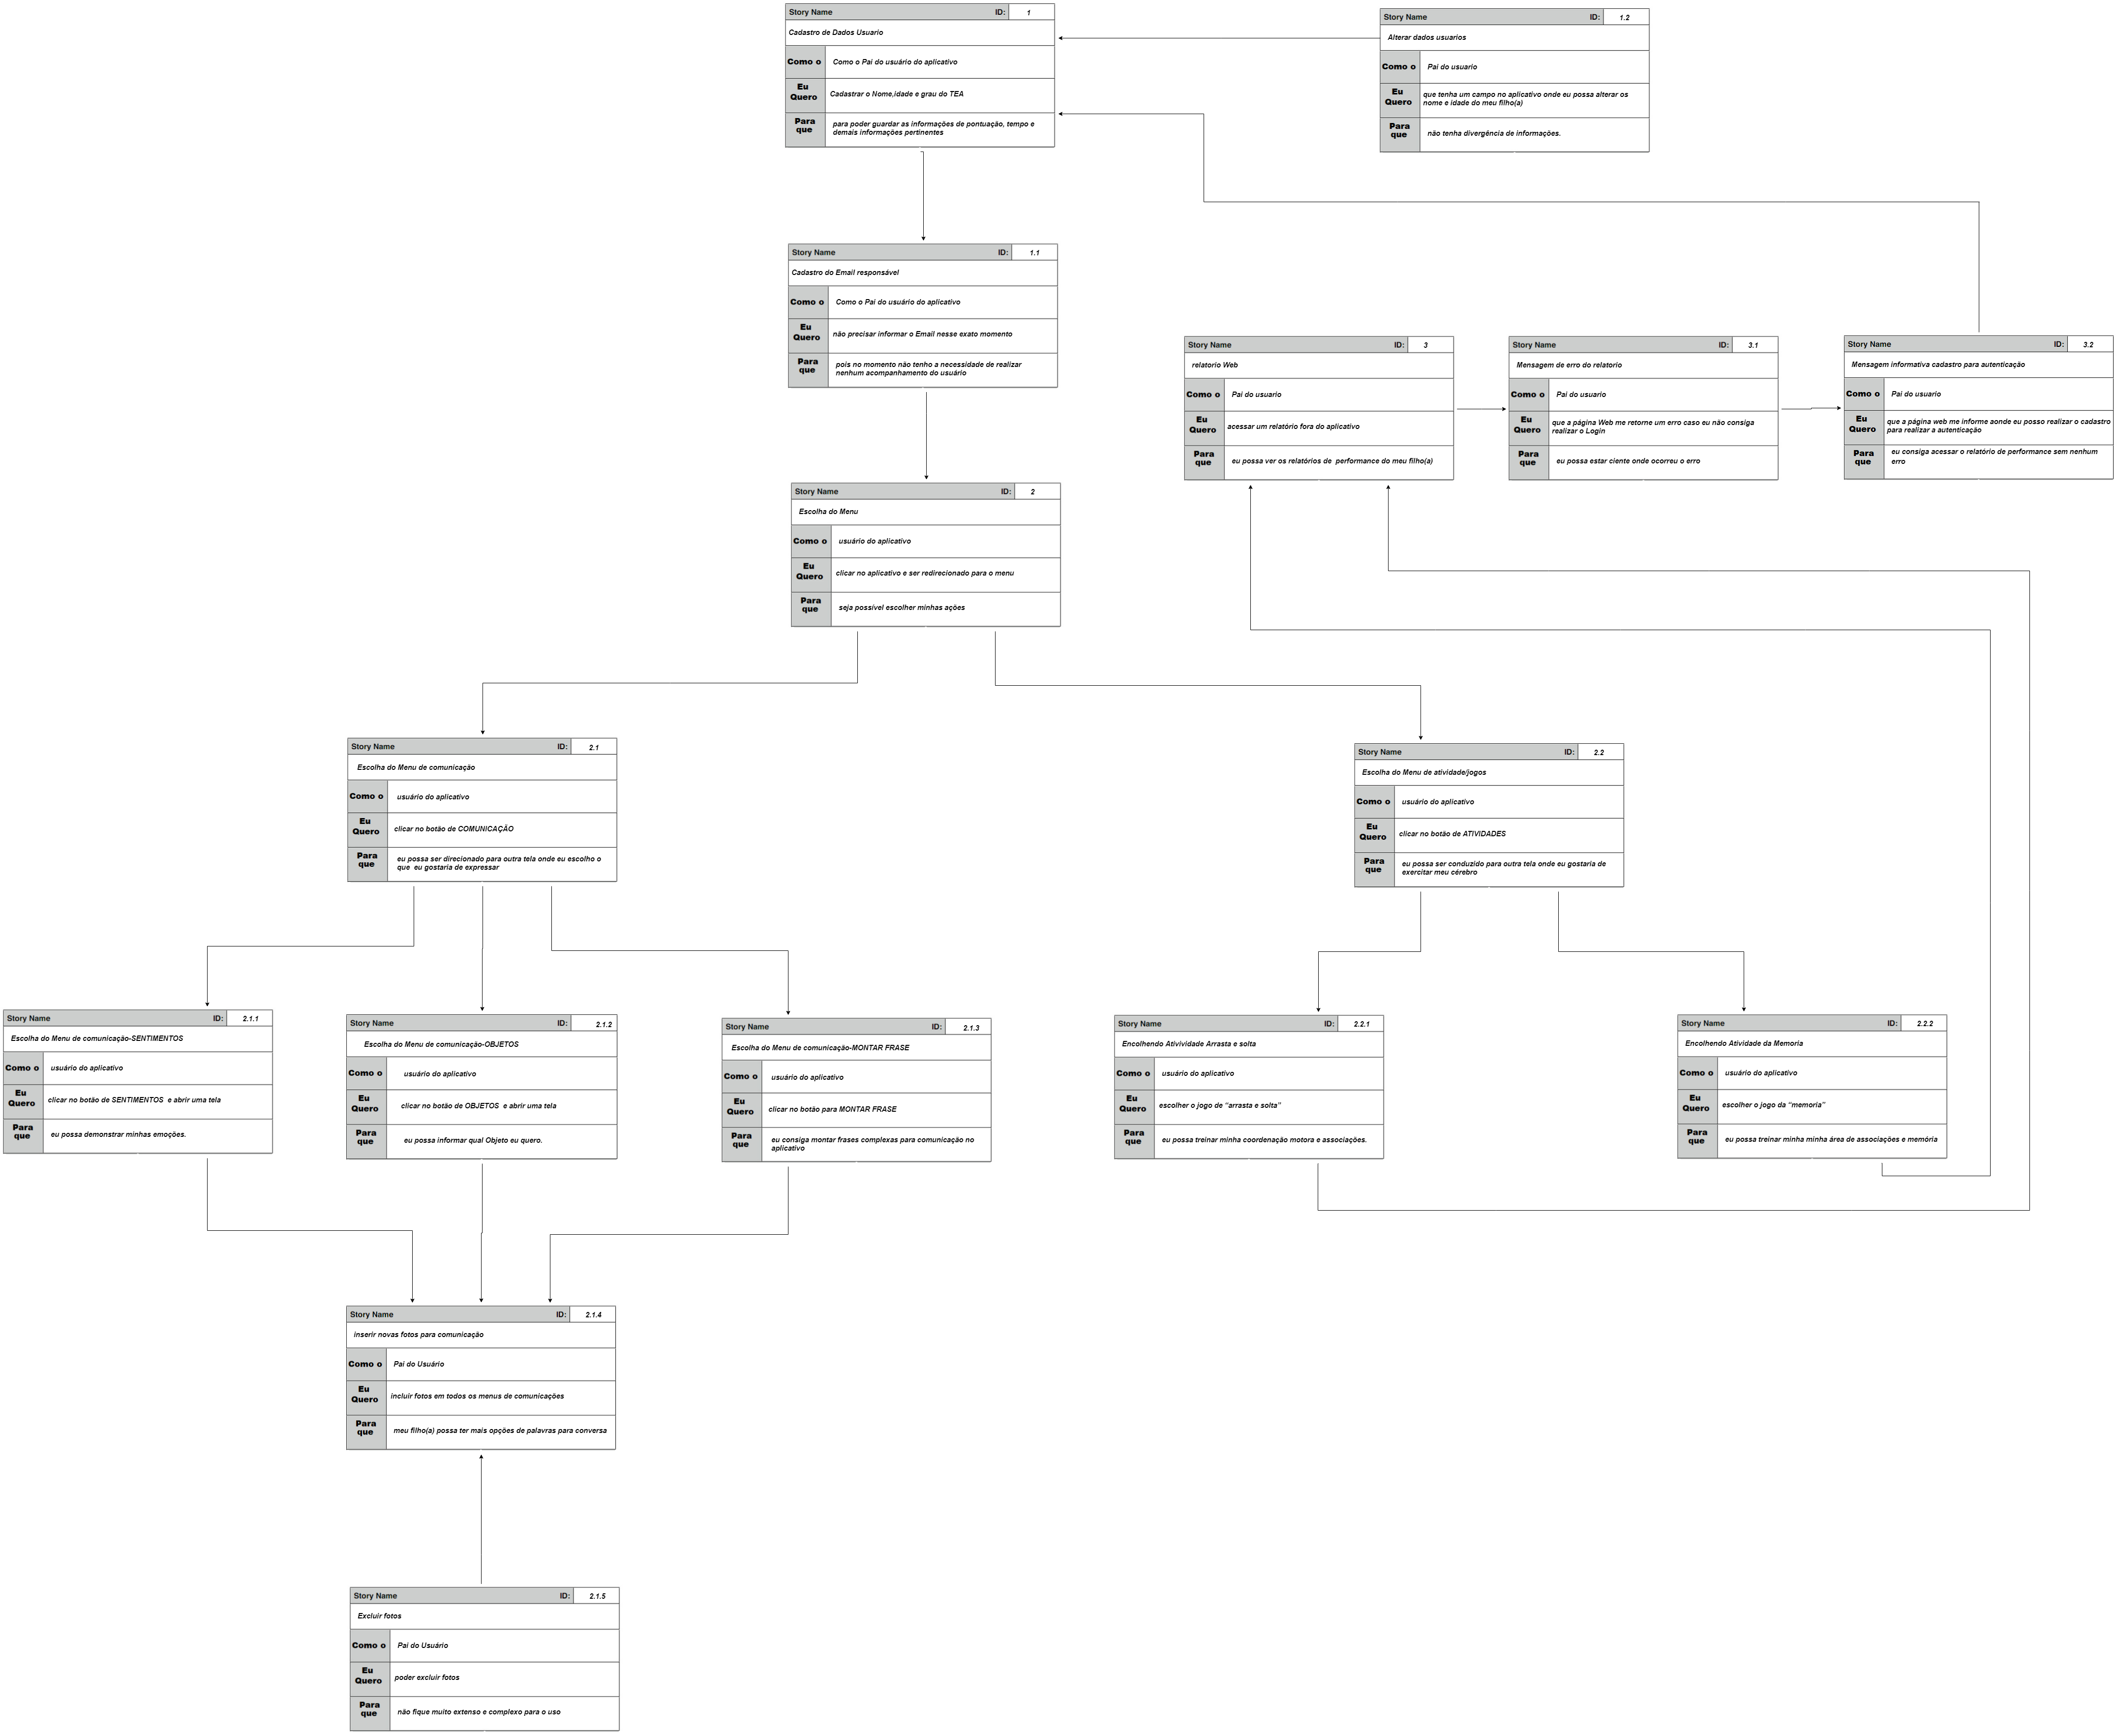 Story Name ID: 1
Cadastro de Dados Usuario
Como o Como o Pai do usuário do aplicativo
Eu
Quero
Cadastrar o Nome,idade e grau do TEA
Para
que
para poder guardar as informações de pontuação, tempo e
demais informações pertinentes
Story Name ID: 1.2
Alterar dados usuarios
Como o Pai do usuario
Eu
Quero
que tenha um campo no aplicativo onde eu possa alterar os
nome e idade do meu filho(a)
Para
que
não tenha divergência de informações.
Story Name ID: 1.1
Cadastro do Email responsável
Como o Como o Pai do usuário do aplicativo
Eu
Quero
não precisar informar o Email nesse exato momento
Para
que
pois no momento não tenho a necessidade de realizar
nenhum acompanhamento do usuário
Story Name ID: 3
relatorio Web
Como o Pai do usuario
Eu
Quero
acessar um relatório fora do aplicativo
Para
que
eu possa ver os relatórios de performance do meu filho(a)
Story Name ID: 3.1
Mensagem de erro do relatorio
Como o Pai do usuario
Eu
Quero
que a página Web me retorne um erro caso eu não consiga
realizar o Login
Para
que
eu possa estar ciente onde ocorreu o erro
Story Name ID: 3.2
Mensagem informativa cadastro para autenticação
Como o Pai do usuario
Eu
Quero
que a página web me informe aonde eu posso realizar o cadastro
para realizar a autenticação
Para
que
eu consiga acessar o relatório de performance sem nenhum
erro
Story Name ID: 2
Escolha do Menu
Como o usuário do aplicativo
Eu
Quero
clicar no aplicativo e ser redirecionado para o menu
Para
que
seja possível escolher minhas ações
Story Name ID: 2.1
Escolha do Menu de comunicação
Como o usuário do aplicativo
Eu
Quero
clicar no botão de COMUNICAÇÃO
Para
que
eu possa ser direcionado para outra tela onde eu escolho o
que eu gostaria de expressar
Story Name ID: 2.2
Escolha do Menu de atividade/jogos
Como o usuário do aplicativo
Eu
Quero
clicar no botão de ATIVIDADES
Para
que
eu possa ser conduzido para outra tela onde eu gostaria de
exercitar meu cérebro
Story Name ID: 2.1.1
Escolha do Menu de comunicação-SENTIMENTOS
Como o usuário do aplicativo
Eu
Quero
clicar no botão de SENTIMENTOS e abrir uma tela
Para
que
eu possa demonstrar minhas emoções.
Story Name ID: 2.1.2
Escolha do Menu de comunicação-OBJETOS
Como o usuário do aplicativo
Eu
Quero
clicar no botão de OBJETOS e abrir uma tela
Para
que
eu possa informar qual Objeto eu quero.
Story Name ID: 2.1.3
Escolha do Menu de comunicação-MONTAR FRASE
Como o usuário do aplicativo
Eu
Quero
clicar no botão para MONTAR FRASE
Para
que
eu consiga montar frases complexas para comunicação no
aplicativo
Story Name ID: 2.2.1
Encolhendo Ativividade Arrasta e solta
Como o usuário do aplicativo
Eu
Quero
escolher o jogo de “arrasta e solta”
Para
que
eu possa treinar minha coordenação motora e associações.
Story Name ID: 2.2.2
Encolhendo Atividade da Memoria
Como o usuário do aplicativo
Eu
Quero
escolher o jogo da “memoria”
Para
que
eu possa treinar minha minha área de associações e memória
Story Name ID: 2.1.4
inserir novas fotos para comunicação
Como o Pai do Usuário
Eu
Quero
incluir fotos em todos os menus de comunicações
Para
que
meu filho(a) possa ter mais opções de palavras para conversa
Story Name ID: 2.1.5
Excluir fotos
Como o Pai do Usuário
Eu
Quero
poder excluir fotos
Para
que
não fique muito extenso e complexo para o uso